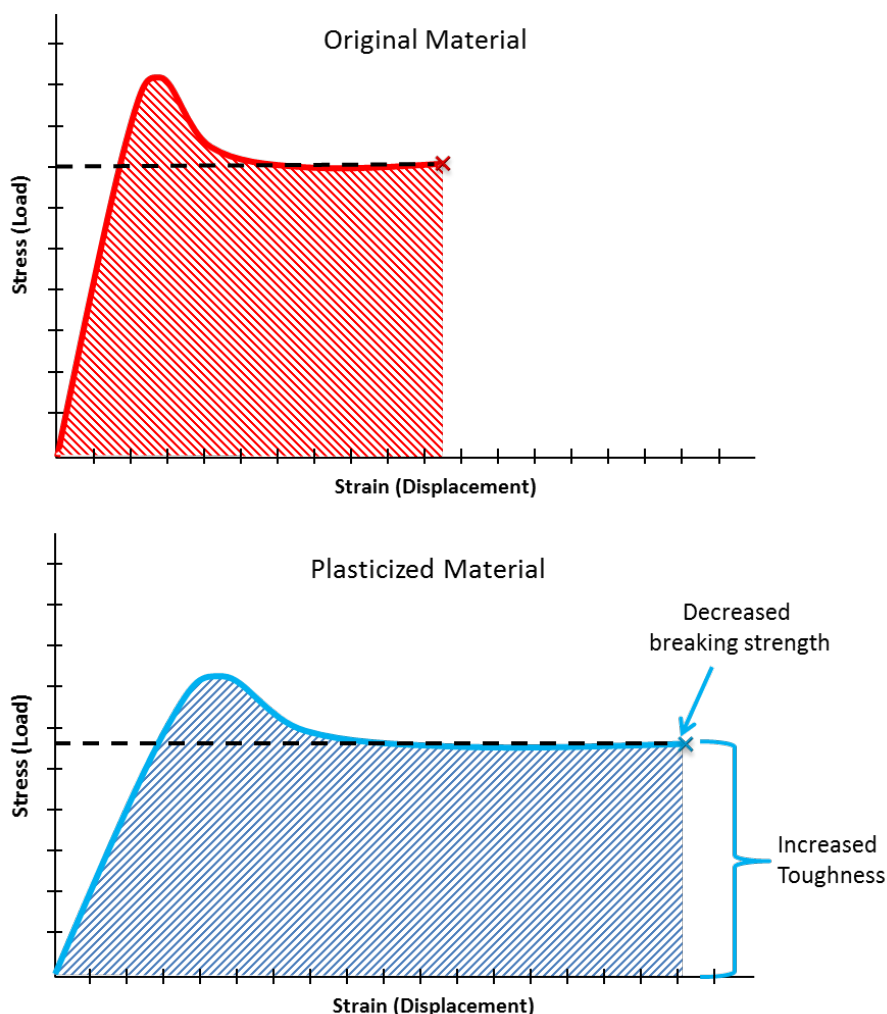 Original Material
Stress (Load)
Strain (Displacement)
Plasticized Material
Decreased
breaking strength
Stress (Load)
Increased
Toughness
Strain (Displacement)